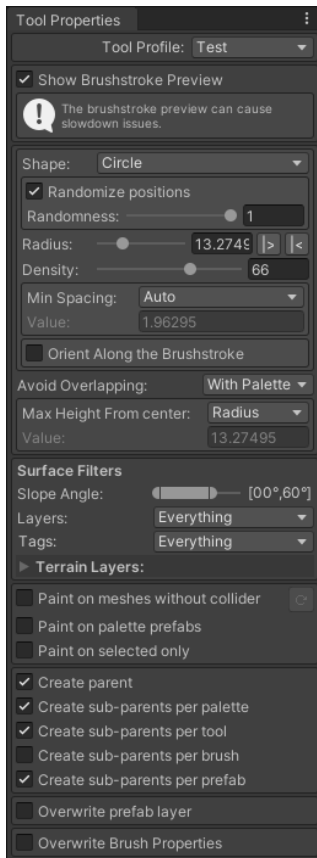 Tool Properties
Tool Profile: Test
Show Brushstroke Preview
The brushstroke preview can cause
slowdown issues.
Shape: Circle
Randomize positions
Randomness: 1
Radius: 13.2749 |> |<
Density: 66
Min Spacing: Auto
Value: 1.96295
Orient Along the Brushstroke
Avoid Overlapping: With Palette
Max Height From center: Radius
Value: 13.27495
Surface Filters
Slope Angle: [00°,60°]
Layers: Everything
Tags: Everything
Terrain Layers:
Paint on meshes without collider
Paint on palette prefabs
Paint on selected only
Create parent
Create sub-parents per palette
Create sub-parents per tool
Create sub-parents per brush
Create sub-parents per prefab
Overwrite prefab layer
Overwrite Brush Properties